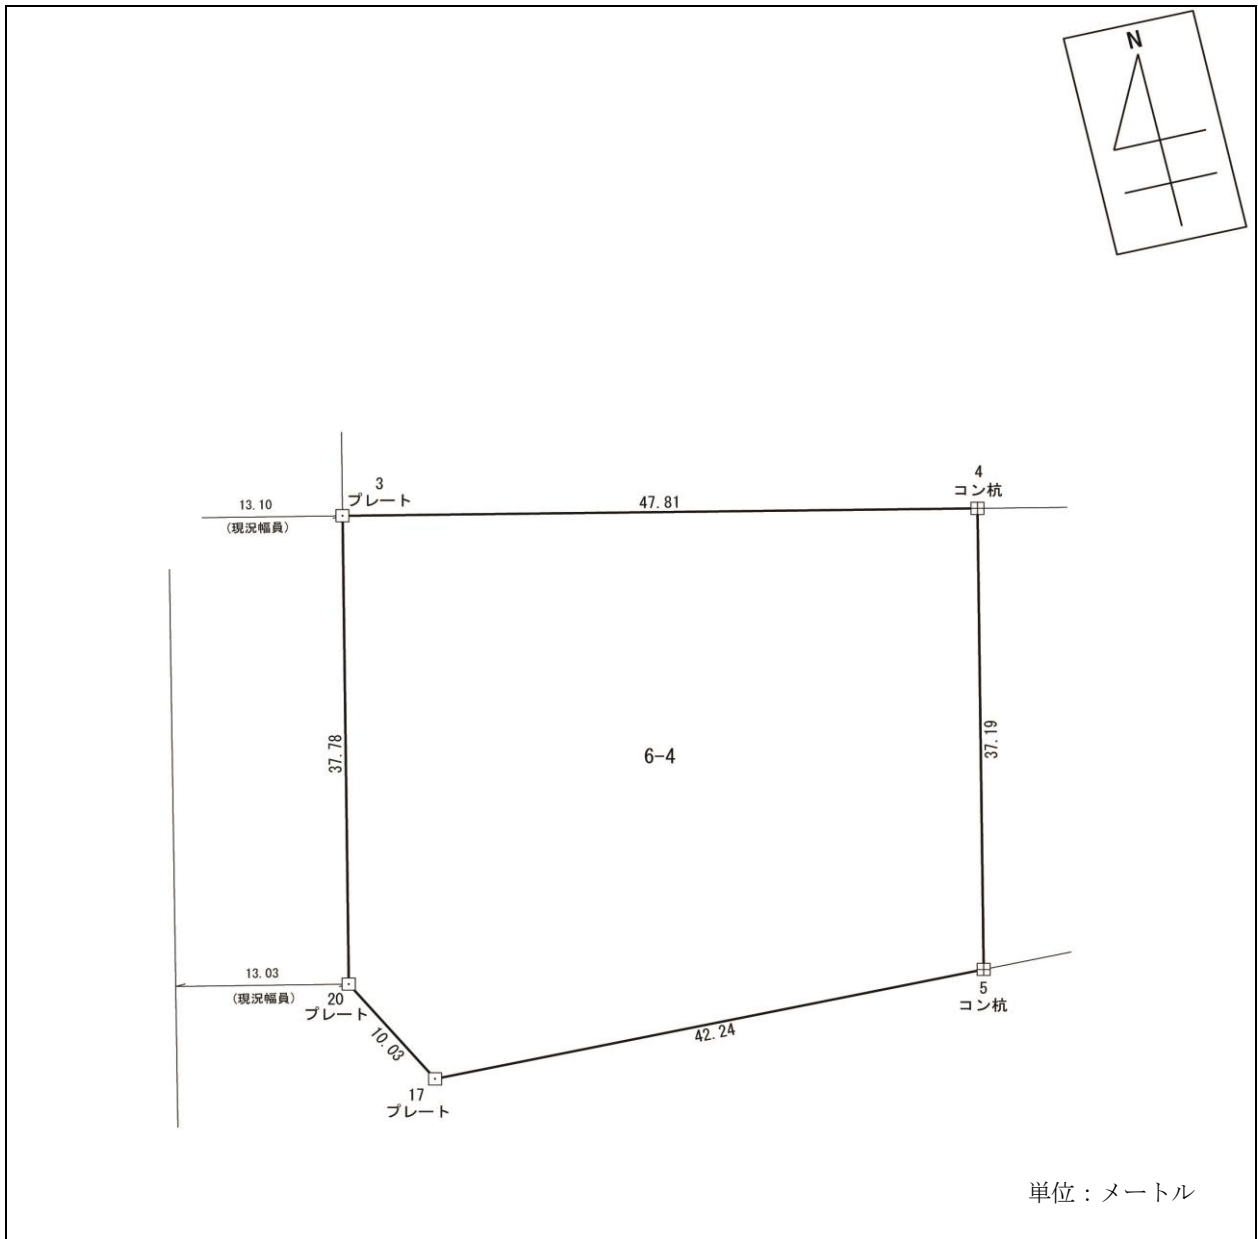 N
4
コン杭
3
プレート
47.81
13.10
(現況幅員)
37.78
37.19
6-4
13.03
(現況幅員)
20
プレート
5
コン杭
10.03
42.24
17
プレート
単位：メートル